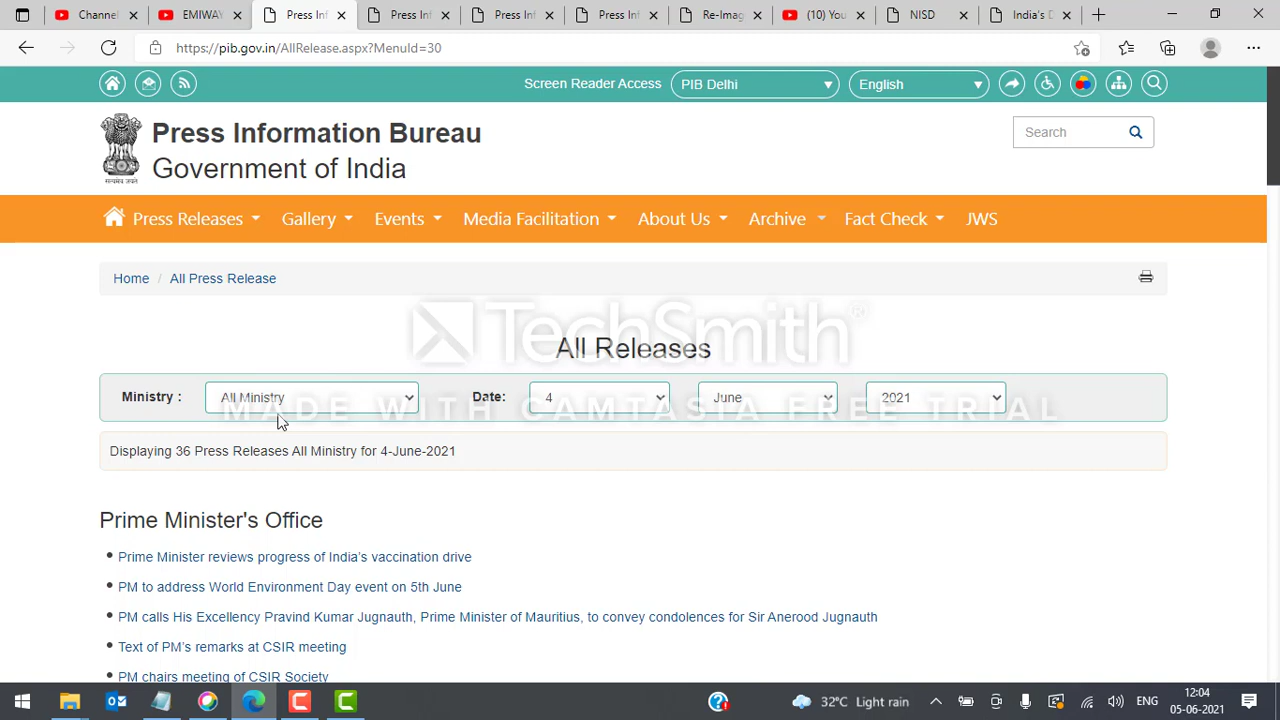 Channel c
EMIWAY
Press Inf
Press Inf
Press Inf
Press Inf
Re-Imag
(10) You
NISD
India's D
https://pib.gov.in/AllRelease.aspx?MenuId=30
Screen Reader Access
PIB Delhi
English
Press Information Bureau
Government of India
सत्यमेव जयते
Search
Press Releases
Gallery
Events
Media Facilitation
About Us
Archive
Fact Check
JWS
Home / All Press Release
TechSmith®
All Releases
Ministry :
All Ministry
Date:
4
June
2021
MADE WITH CAMTASIA FREE TRIAL
Displaying 36 Press Releases All Ministry for 4-June-2021
Prime Minister's Office
Prime Minister reviews progress of India's vaccination drive
PM to address World Environment Day event on 5th June
PM calls His Excellency Pravind Kumar Jugnauth, Prime Minister of Mauritius, to convey condolences for Sir Anerood Jugnauth
Text of PM's remarks at CSIR meeting
PM chairs meeting of CSIR Society
32°C Light rain
ENG
12:04
05-06-2021